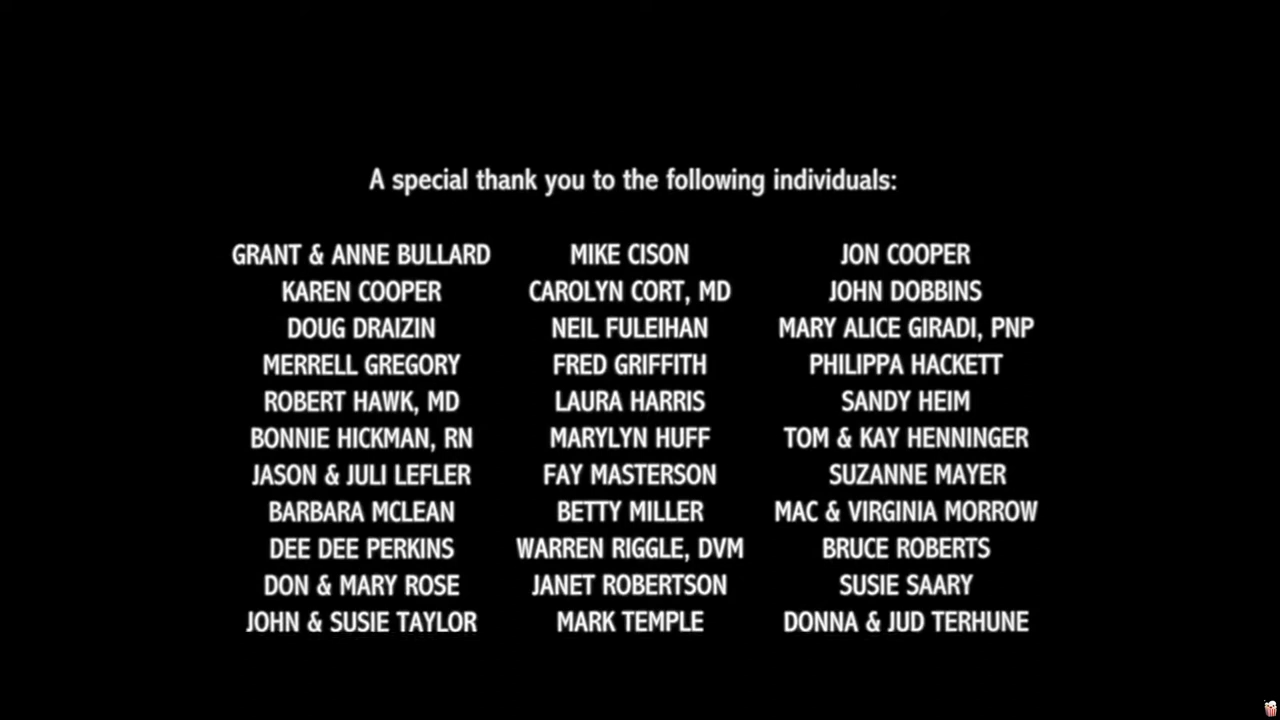 A special thank you to the following individuals:
GRANT & ANNE BULLARD MIKE CISON JON COOPER
KAREN COOPER CAROLYN CORT, MD JOHN DOBBINS
DOUG DRAIZIN NEIL FULEIHAN MARY ALICE GIRADI, PNP
MERRELL GREGORY FRED GRIFFITH PHILIPPA HACKETT
ROBERT HAWK, MD LAURA HARRIS SANDY HEIM
BONNIE HICKMAN, RN MARYLYN HUFF TOM & KAY HENNINGER
JASON & JULI LEFLER FAY MASTERSON SUZANNE MAYER
BARBARA MCLEAN BETTY MILLER MAC & VIRGINIA MORROW
DEE DEE PERKINS WARREN RIGGLE, DVM BRUCE ROBERTS
DON & MARY ROSE JANET ROBERTSON SUSIE SAARY
JOHN & SUSIE TAYLOR MARK TEMPLE DONNA & JUD TERHUNE